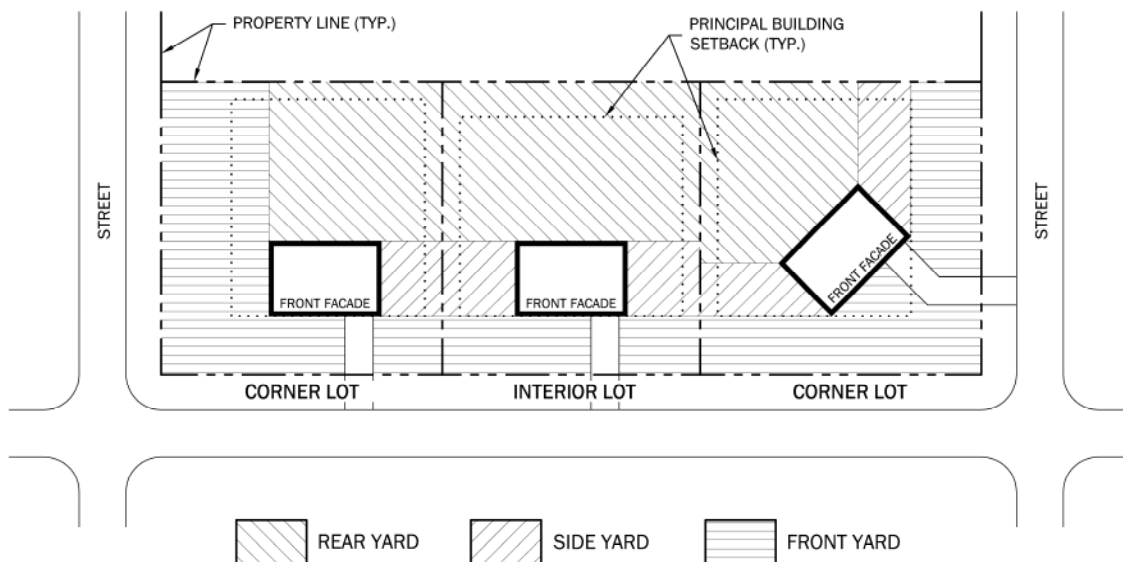 PROPERTY LINE (TYP.)
PRINCIPAL BUILDING
SETBACK (TYP.)
STREET
STREET
FRONT FACADE
FRONT FACADE
FRONT FACADE
CORNER LOT
INTERIOR LOT
CORNER LOT
REAR YARD
SIDE YARD
FRONT YARD